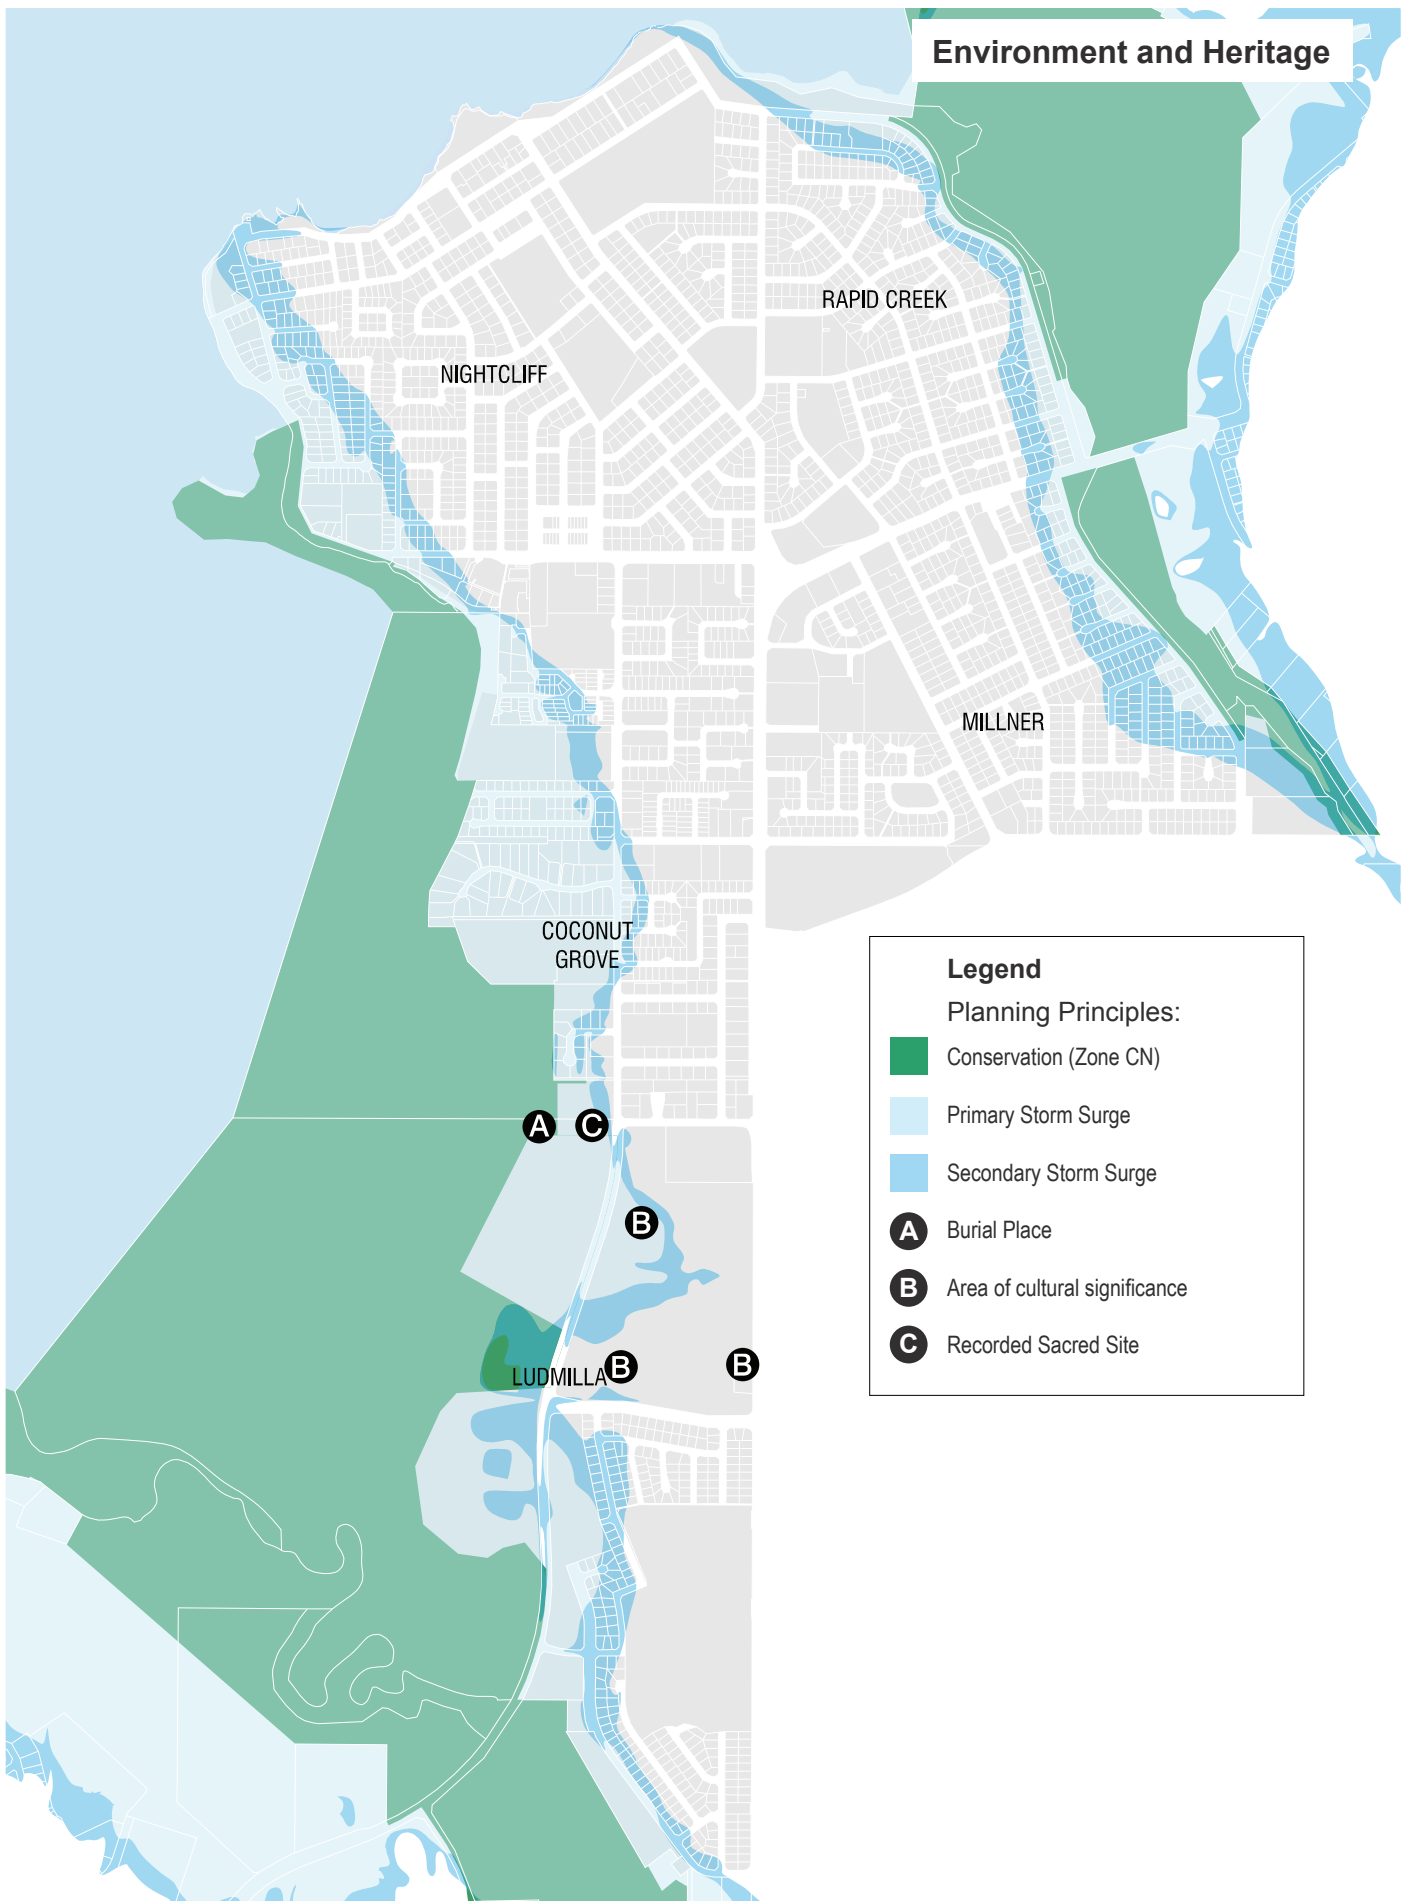 Environment and Heritage
RAPID CREEK
NIGHTCLIFF
MILLNER
COCONUT
GROVE
A
C
B
LUDMILLA
B
B
Legend
Planning Principles:
Conservation (Zone CN)
Primary Storm Surge
Secondary Storm Surge
A Burial Place
B Area of cultural significance
C Recorded Sacred Site